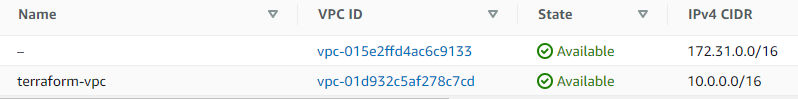 Name VPC ID State IPv4 CIDR
– vpc-015e2ffd4ac6c9133 Available 172.31.0.0/16
terraform-vpc vpc-01d932c5af278c7cd Available 10.0.0.0/16